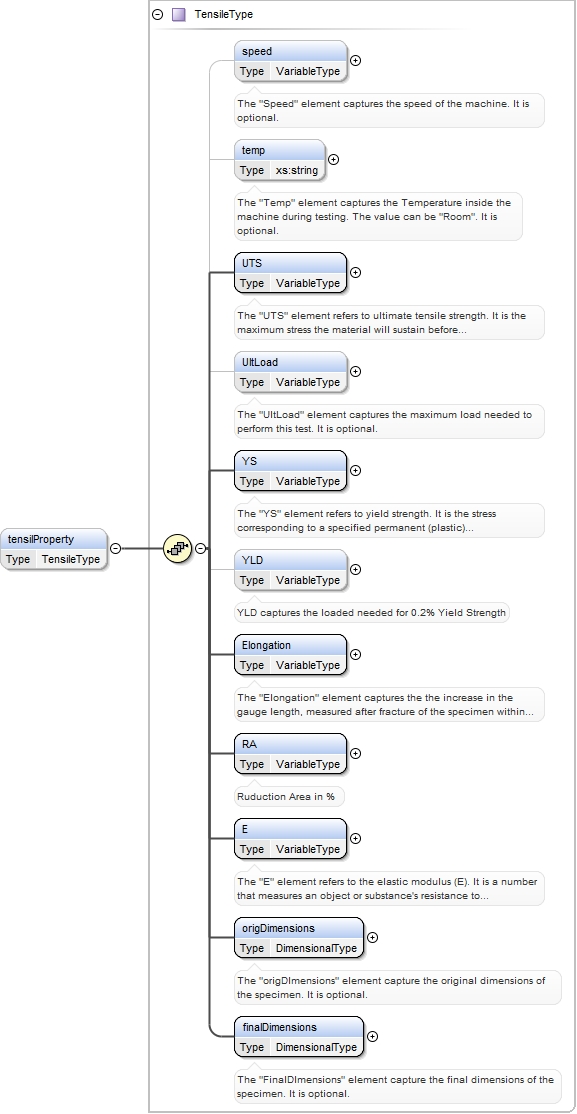 TensileType
speed
Type VariableType
The "Speed" element captures the speed of the machine. It is
optional.
temp
Type xs:string
The "Temp" element captures the Temperature inside the
machine during testing. The value can be "Room". It is
optional.
UTS
Type VariableType
The "UTS" element refers to ultimate tensile strength. It is the
maximum stress the material will sustain before...
UltLoad
Type VariableType
The "UltLoad" element captures the maximum load needed to
perform this test. It is optional.
YS
Type VariableType
The "YS" element refers to yield strength. It is the stress
corresponding to a specified permanent (plastic)...
tensilProperty
Type TensileType
YLD
Type VariableType
YLD captures the loaded needed for 0.2% Yield Strength
Elongation
Type VariableType
The "Elongation" element captures the the increase in the
gauge length, measured after fracture of the specimen within...
RA
Type VariableType
Ruduction Area in %
E
Type VariableType
The "E" element refers to the elastic modulus (E). It is a number
that measures an object or substance's resistance to...
origDimensions
Type DimensionalType
The "origDImensions" element capture the original dimensions of
the specimen. It is optional.
finalDimensions
Type DimensionalType
The "FinalDImensions" element capture the final dimensions of the
specimen. It is optional.